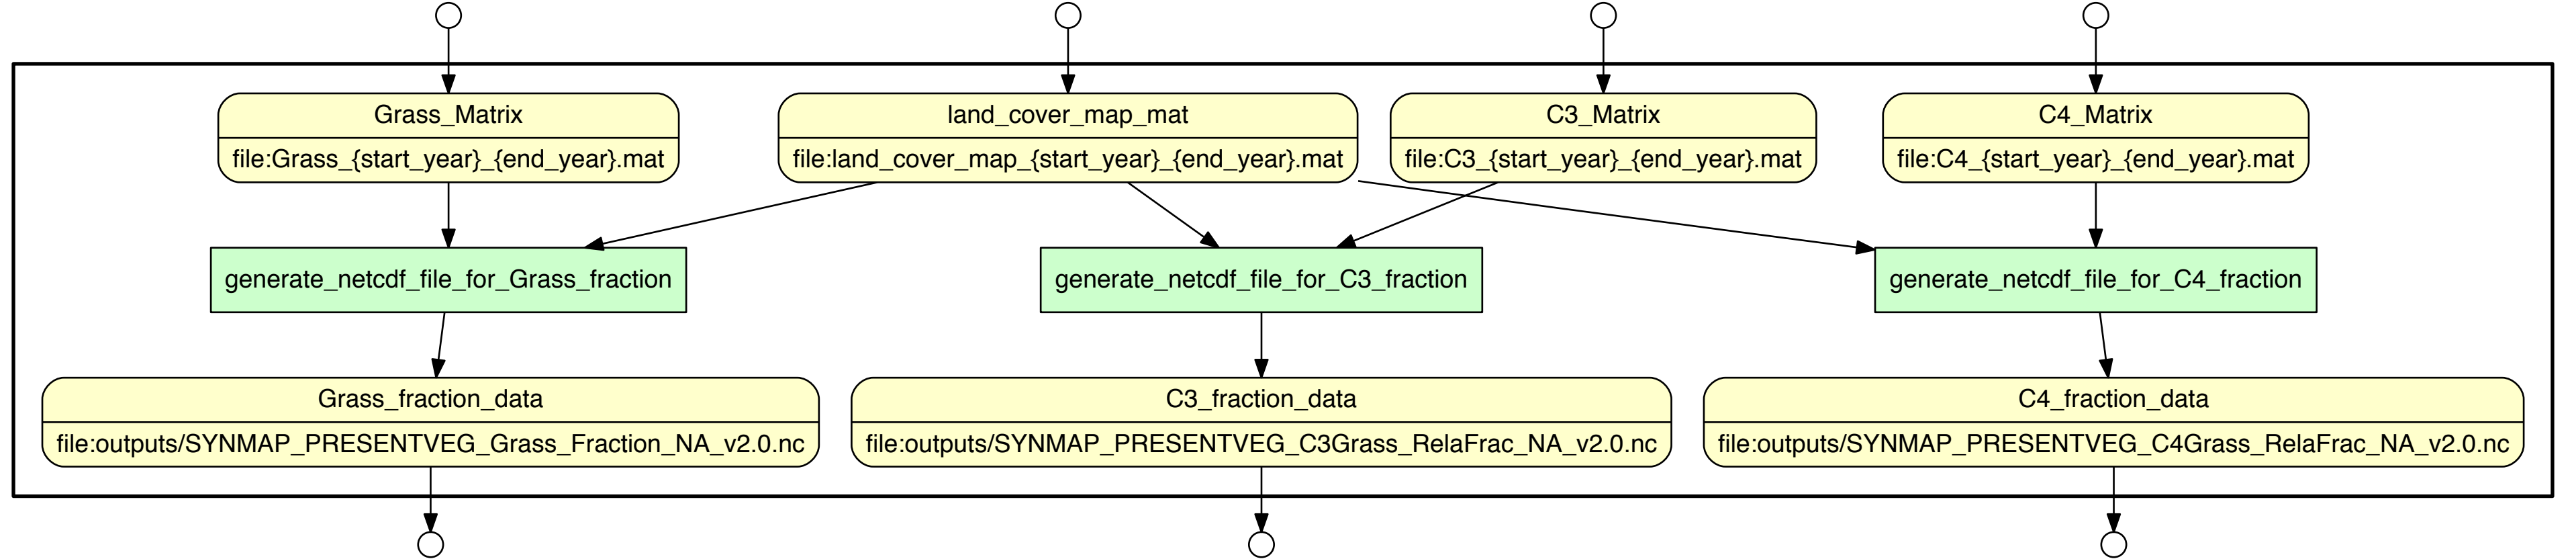 Grass_Matrix
file:Grass_{start_year}_{end_year}.mat
land_cover_map_mat
file:land_cover_map_{start_year}_{end_year}.mat
C3_Matrix
file:C3_{start_year}_{end_year}.mat
C4_Matrix
file:C4_{start_year}_{end_year}.mat
generate_netcdf_file_for_Grass_fraction
generate_netcdf_file_for_C3_fraction
generate_netcdf_file_for_C4_fraction
Grass_fraction_data
file:outputs/SYNMAP_PRESENTVEG_Grass_Fraction_NA_v2.0.nc
C3_fraction_data
file:outputs/SYNMAP_PRESENTVEG_C3Grass_RelaFrac_NA_v2.0.nc
C4_fraction_data
file:outputs/SYNMAP_PRESENTVEG_C4Grass_RelaFrac_NA_v2.0.nc